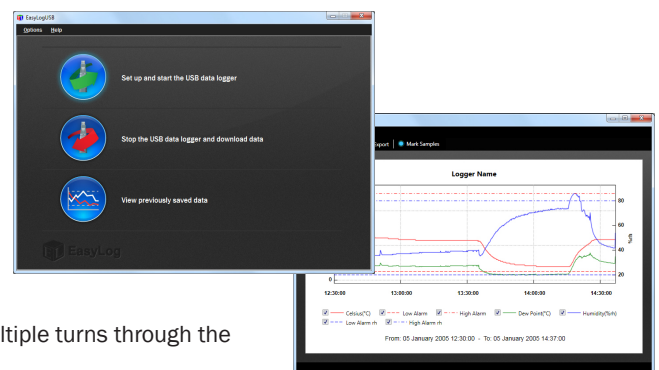 EasyLogUSB
Options Help
Set up and start the USB data logger
Stop the USB data logger and download data
View previously saved data
EasyLog
Export | Mark Samples
Logger Name
80
60
40
20
%rh
0
12:30:00 13:00:00 13:30:00 14:00:00 14:30:00
Celsius(°C) Low Alarm High Alarm Dew Point(°C) Humidity(%rh)
Low Alarm rh High Alarm rh
From: 05 January 2005 12:30:00 - To: 05 January 2005 14:37:00
ltiple turns through the